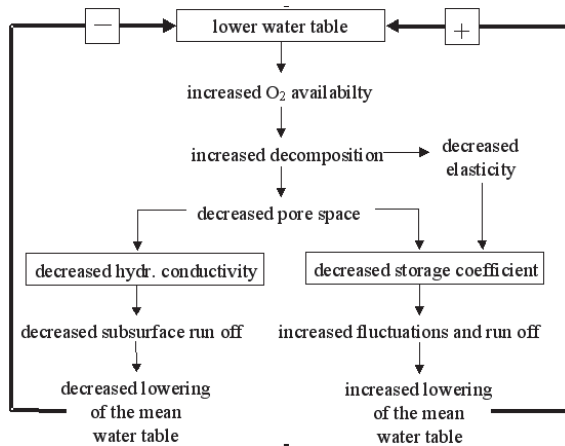 −
lower water table
+
increased O₂ availabilty
increased decomposition
decreased
elasticity
decreased pore space
decreased hydr. conductivity
decreased storage coefficient
decreased subsurface run off
increased fluctuations and run off
decreased lowering
of the mean
water table
increased lowering
of the mean
water table